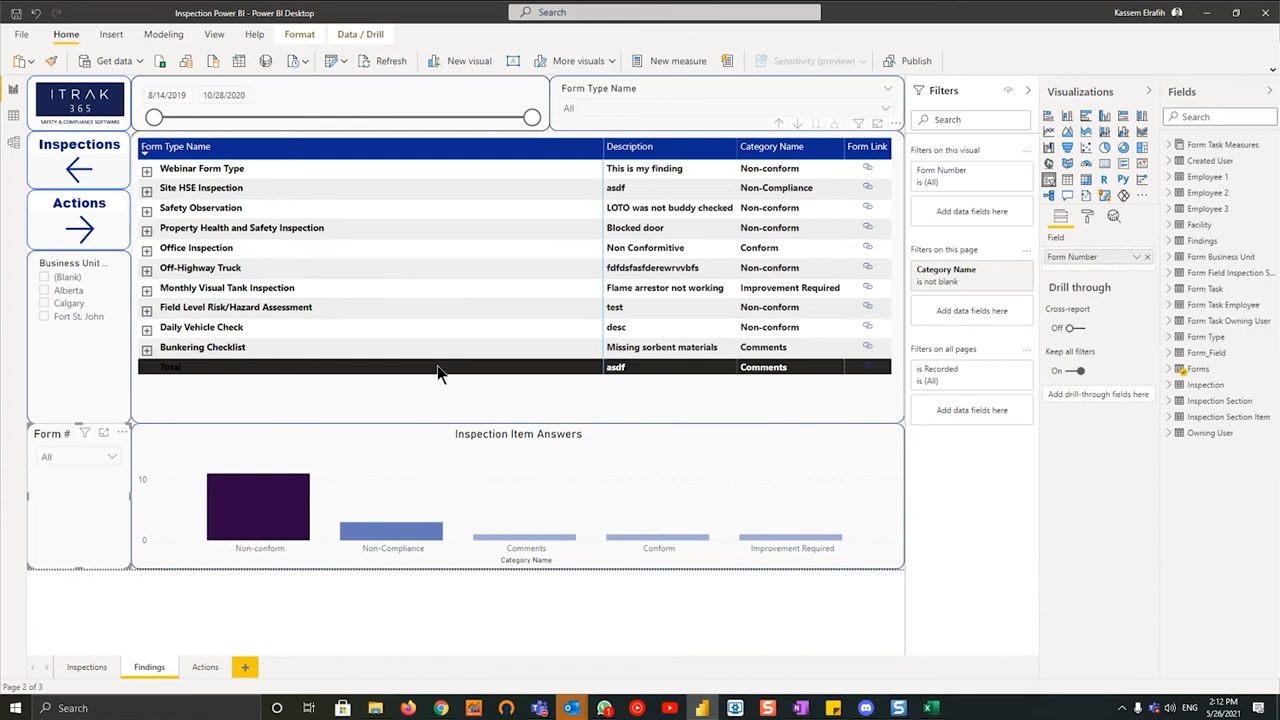 Inspection Power BI - Power BI Desktop
Search
Kassem Elrafih
File Home Insert Modeling View Help Format Data / Drill
Get data Refresh New visual More visuals New measure Sensitivity (preview) Publish
ITRAK
365
SAFETY & COMPLIANCE SOFTWARE
8/14/2019 10/28/2020
Form Type Name
All
Inspections
Actions
Business Unit ...
(Blank)
Alberta
Calgary
Fort St. John
Form Type Name Description Category Name Form Link
Webinar Form Type This is my finding Non-conform
Site HSE Inspection asdf Non-Compliance
Safety Observation LOTO was not buddy checked Non-conform
Property Health and Safety Inspection Blocked door Non-conform
Office Inspection Non Conformitive Conform
Off-Highway Truck fdfdsfasfderewrvvbfs Non-conform
Monthly Visual Tank Inspection Flame arrestor not working Improvement Required
Field Level Risk/Hazard Assessment test Non-conform
Daily Vehicle Check desc Non-conform
Bunkering Checklist Missing sorbent materials Comments
Total asdf Comments
Form #
All
Inspection Item Answers
10
0
Non-conform Non-Compliance Comments Conform Improvement Required
Category Name
Filters
Search
Filters on this visual
Form Number
is (All)
Add data fields here
Filters on this page
Category Name
is not blank
Add data fields here
Filters on all pages
is Recorded
is (All)
Add data fields here
Visualizations
Field
Form Number
Drill through
Cross-report
Off
Keep all filters
On
Add drill-through fields here
Fields
Search
Form Task Measures
Created User
Employee 1
Employee 2
Employee 3
Facility
Findings
Form Business Unit
Form Field Inspection S...
Form Task
Form Task Employee
Form Task Owning User
Form Type
Form_Field
Forms
Inspection
Inspection Section
Inspection Section Item
Owning User
Inspections Findings Actions
Page 2 of 3
Search
ENG
2:12 PM
5/26/2021